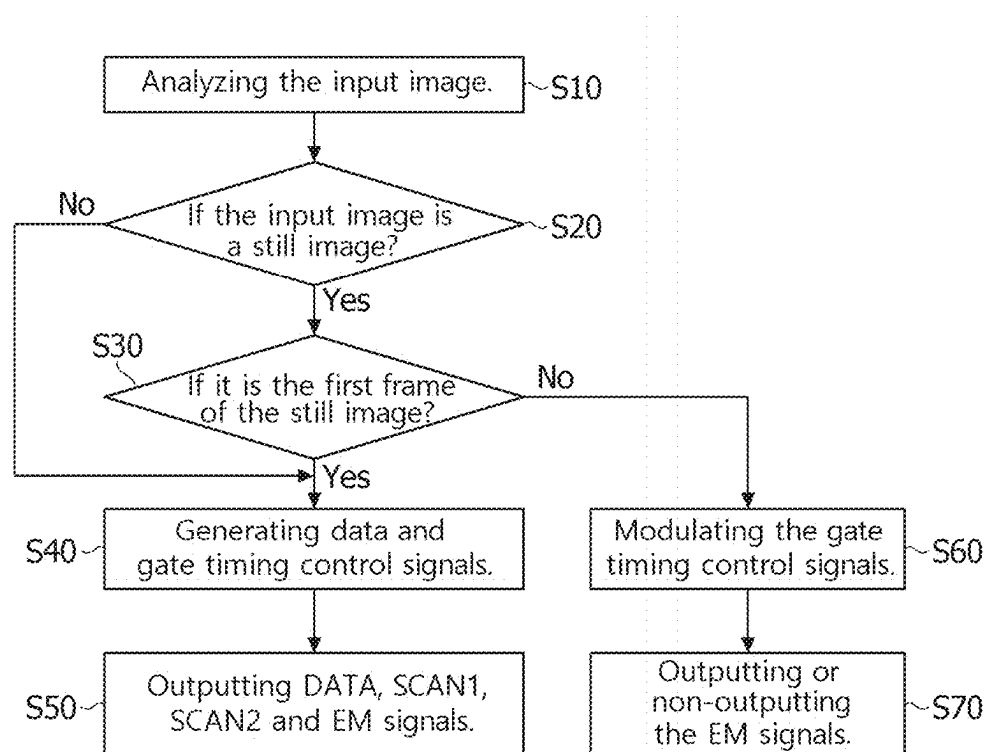 Analyzing the input image.
S10
No
If the input image is
a still image?
S20
Yes
S30
If it is the first frame
of the still image?
No
Yes
S40
Generating data and
gate timing control signals.
Modulating the gate
timing control signals.
S60
S50
Outputting DATA, SCAN1,
SCAN2 and EM signals.
Outputting or
non-outputting
the EM signals.
S70